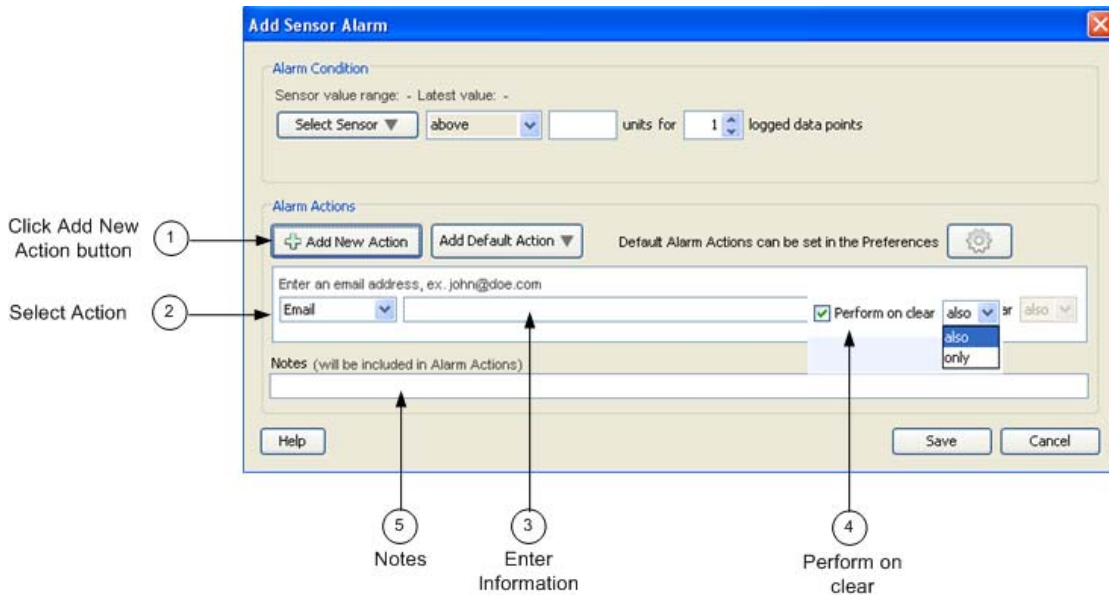 Add Sensor Alarm
Alarm Condition
Sensor value range: - Latest value: -
Select Sensor above units for 1 logged data points
Alarm Actions
Click Add New
Action button
1
Add New Action Add Default Action Default Alarm Actions can be set in the Preferences
Enter an email address, ex. john@doe.com
Select Action
2
Email Perform on clear also ar also
also
only
Notes (will be included in Alarm Actions)
Help Save Cancel
5
Notes
3
Enter
Information
4
Perform on
clear